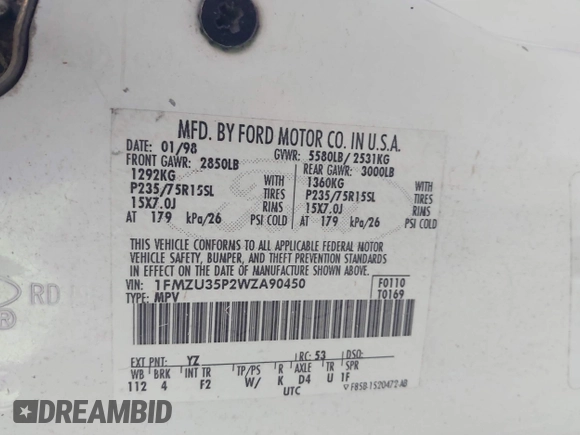 MFD. BY FORD MOTOR CO. IN U.S.A.
DATE: 01/98 GVWR: 5580LB/2531KG
FRONT GAWR: 2850LB REAR GAWR: 3000LB
1292KG WITH 1360KG WITH
P235/75R15SL TIRES P235/75R15SL TIRES
15X7.0J RIMS 15X7.0J RIMS
AT 179 kPa/26 PSI COLD AT 179 kPa/26 PSI COLD
THIS VEHICLE CONFORMS TO ALL APPLICABLE FEDERAL MOTOR
VEHICLE SAFETY, BUMPER, AND THEFT PREVENTION STANDARDS
IN EFFECT ON THE DATE OF MANUFACTURE SHOWN ABOVE.
VIN: 1FMZU35P2WZA90450 F0110
TYPE: MPV T0169
RD
EXT PNT: YZ RC: 53 DSO:
WB BRK INT TR TP/PS R AXLE TR SPR
112 4 F2 W/ K D4 U 1F
UTC F85B-1520472-AB
DREAMBID